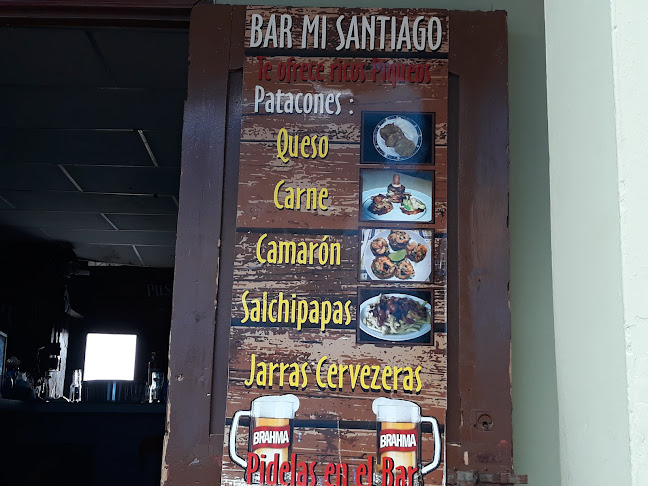 BAR MI SANTIAGO
Te ofrece ricos Piqueos
Patacones :
Queso
Carne
Camarón
Salchipapas
Jarras Cervezeras
BRAHMA
BRAHMA
Pidelas en el Bar